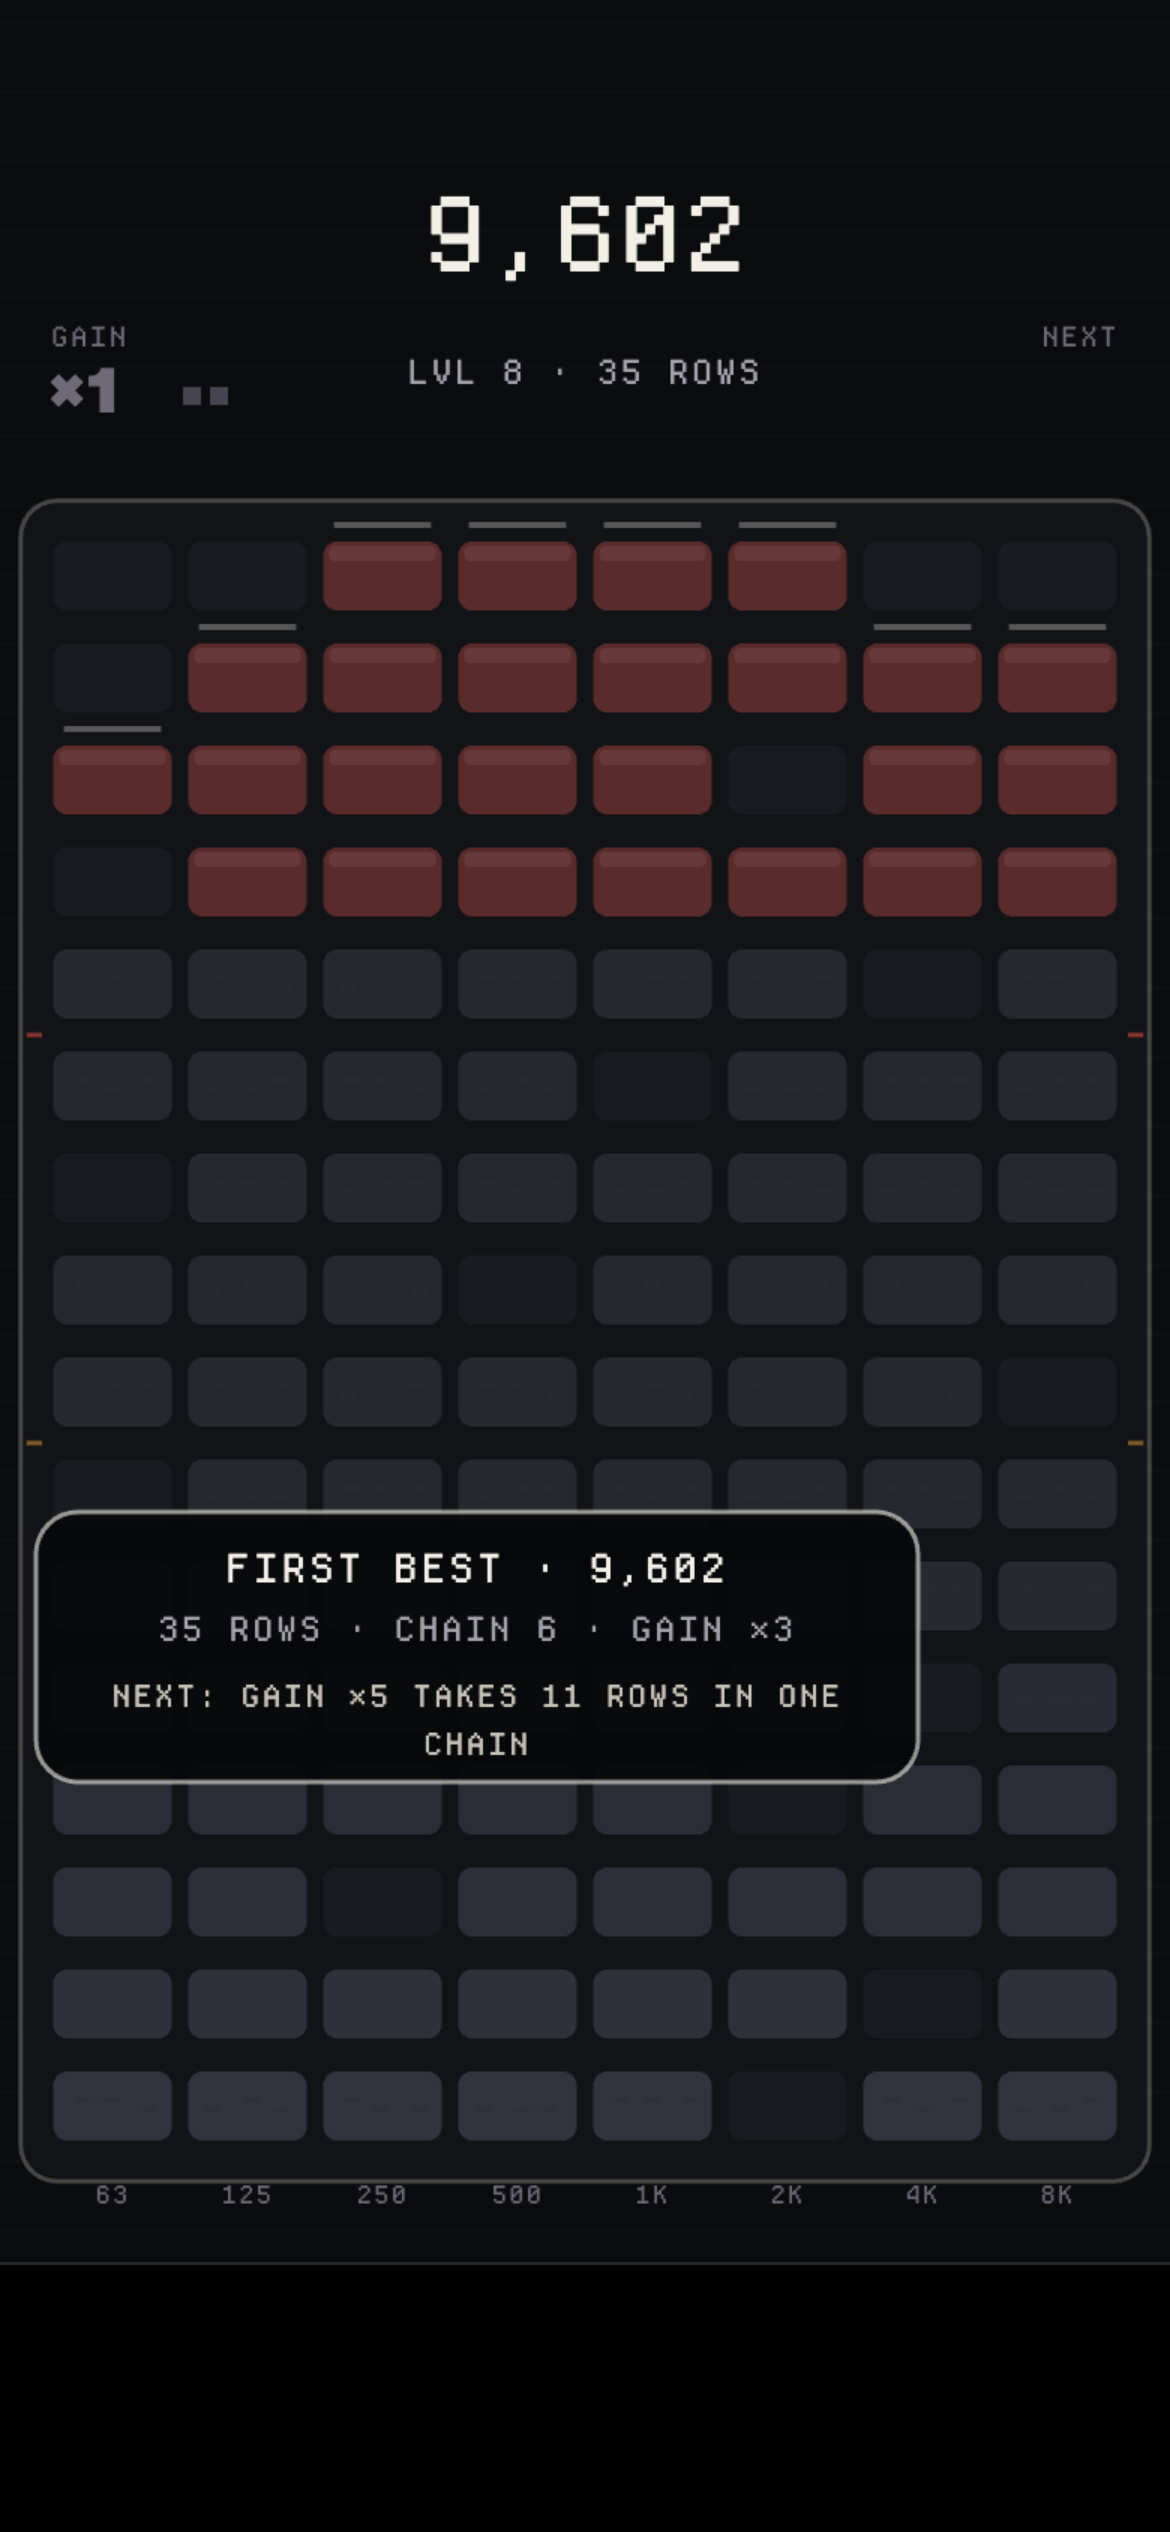 9,602
GAIN
NEXT
×1
LVL 8 · 35 ROWS
FIRST BEST · 9,602
35 ROWS · CHAIN 6 · GAIN ×3
NEXT: GAIN ×5 TAKES 11 ROWS IN ONE
CHAIN
63 125 250 500 1K 2K 4K 8K